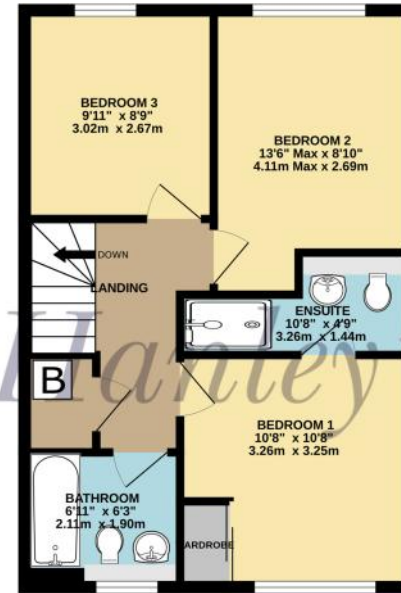 BEDROOM 3
9'11" x 8'9"
3.02m x 2.67m
BEDROOM 2
13'6" Max x 8'10"
4.11m Max x 2.69m
DOWN
LANDING
ENSUITE
10'8" x 4'9"
3.26m x 1.44m
B
Hanley
BEDROOM 1
10'8" x 10'8"
3.26m x 3.25m
BATHROOM
6'11" x 6'3"
2.11m x 1.90m
ARDROBE